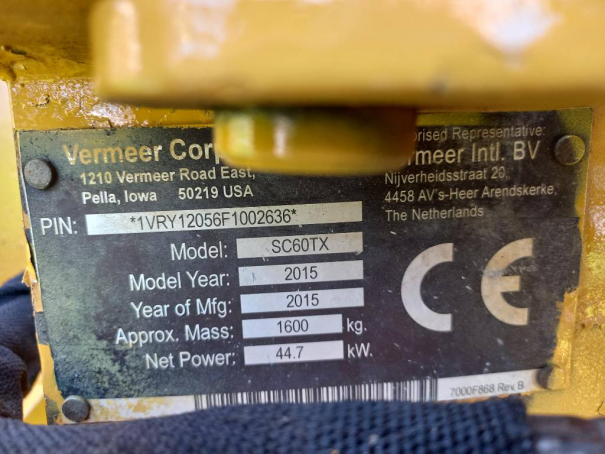 Vermeer Corp
1210 Vermeer Road East,
Pella, Iowa 50219 USA
Representative:
Intl. BV
Nijverheidsstraat 20,
4458 AV's-Heer Arendskerke,
The Netherlands
PIN: *1VRY12056F1002636*
Model: SC60TX
Model Year: 2015
Year of Mfg: 2015
Approx. Mass: 1600 kg.
Net Power: 44.7 kW.
CE
7000F868 Rev. B